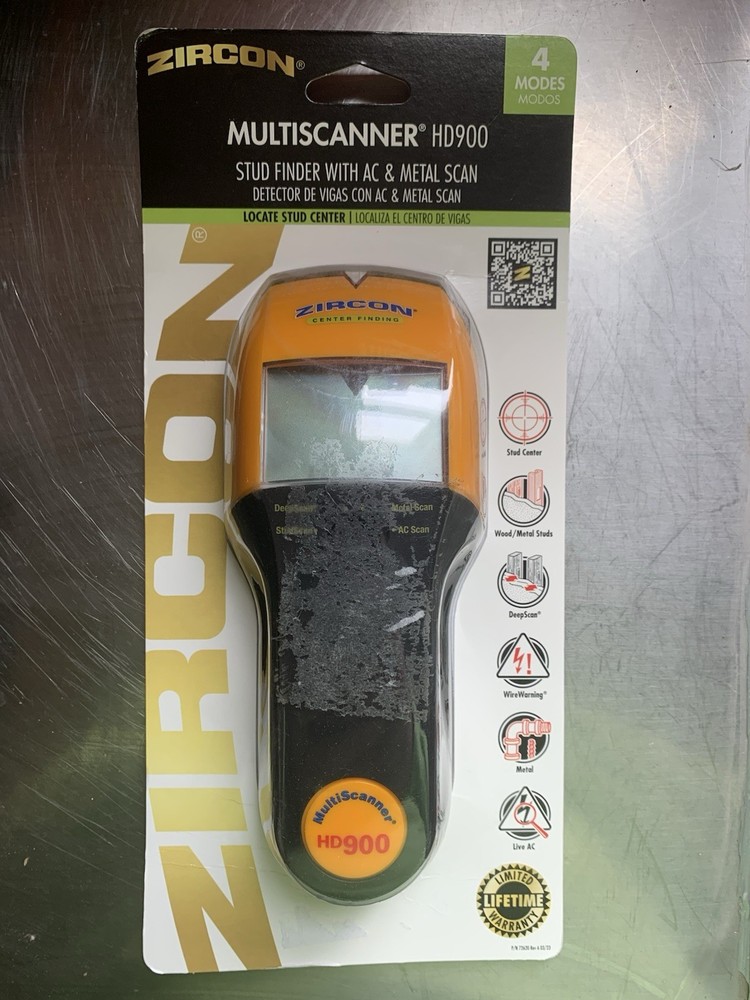 ZIRCON®
4
MODES
MODOS
MULTISCANNER® HD900
STUD FINDER WITH AC & METAL SCAN
DETECTOR DE VIGAS CON AC & METAL SCAN
LOCATE STUD CENTER | LOCALIZA EL CENTRO DE VIGAS
ZIRCON®
Z
ZIRCON®
CENTER FINDING
Stud Center
Wood/Metal Studs
DeepScan®
WireWarning®
Metal
Live AC
DeepScan®
Metal Scan
StudScan
AC Scan
MultiScanner®
HD900
LIMITED
LIFETIME
WARRANTY